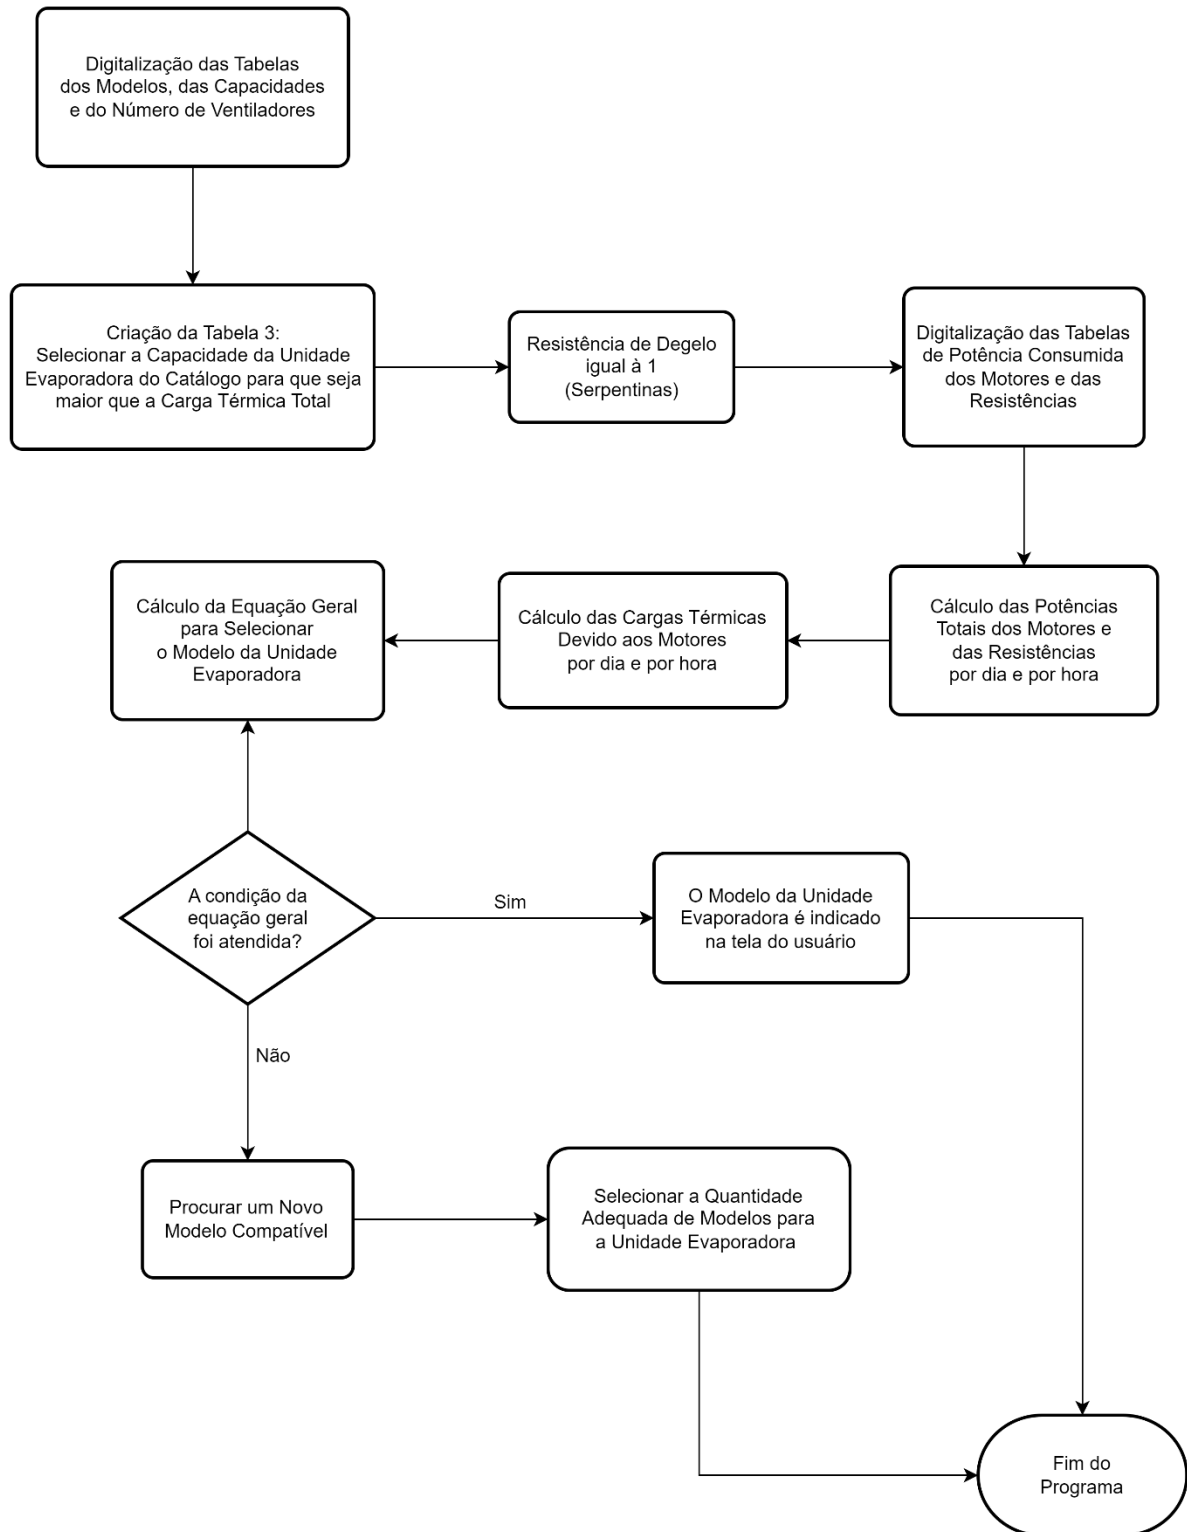 Digitalização das Tabelas
dos Modelos, das Capacidades
e do Número de Ventiladores
Criação da Tabela 3:
Selecionar a Capacidade da Unidade
Evaporadora do Catálogo para que seja
maior que a Carga Térmica Total
Resistência de Degelo
igual à 1
(Serpentinas)
Digitalização das Tabelas
de Potência Consumida
dos Motores e das
Resistências
Cálculo das Potências
Totais dos Motores e
das Resistências
por dia e por hora
Cálculo das Cargas Térmicas
Devido aos Motores
por dia e por hora
Cálculo da Equação Geral
para Selecionar
o Modelo da Unidade
Evaporadora
A condição da
equação geral
foi atendida?
Sim
O Modelo da Unidade
Evaporadora é indicado
na tela do usuário
Não
Procurar um Novo
Modelo Compatível
Selecionar a Quantidade
Adequada de Modelos para
a Unidade Evaporadora
Fim do
Programa